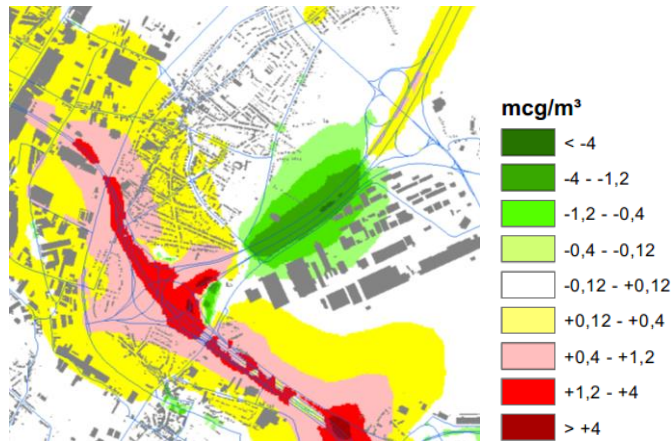 mcg/m³
< -4
-4 - -1,2
-1,2 - -0,4
-0,4 - -0,12
-0,12 - +0,12
+0,12 - +0,4
+0,4 - +1,2
+1,2 - +4
> +4